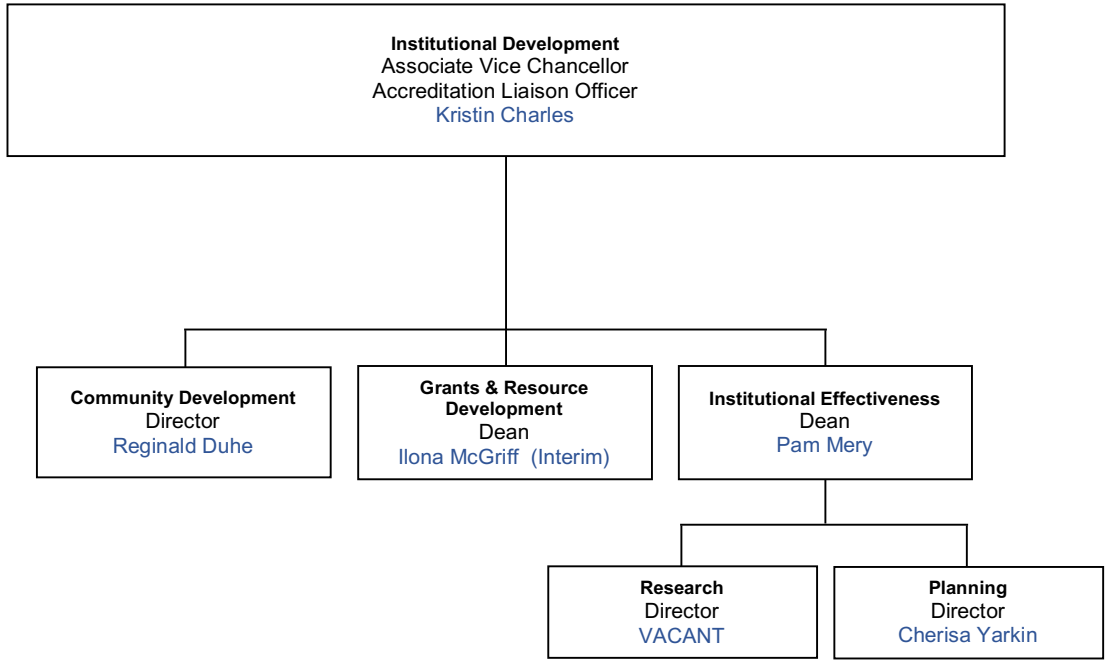 Institutional Development
Associate Vice Chancellor
Accreditation Liaison Officer
Kristin Charles
Community Development
Director
Reginald Duhe
Grants & Resource
Development
Dean
Ilona McGriff  (Interim)
Institutional Effectiveness
Dean
Pam Mery
Research
Director
VACANT
Planning
Director
Cherisa Yarkin